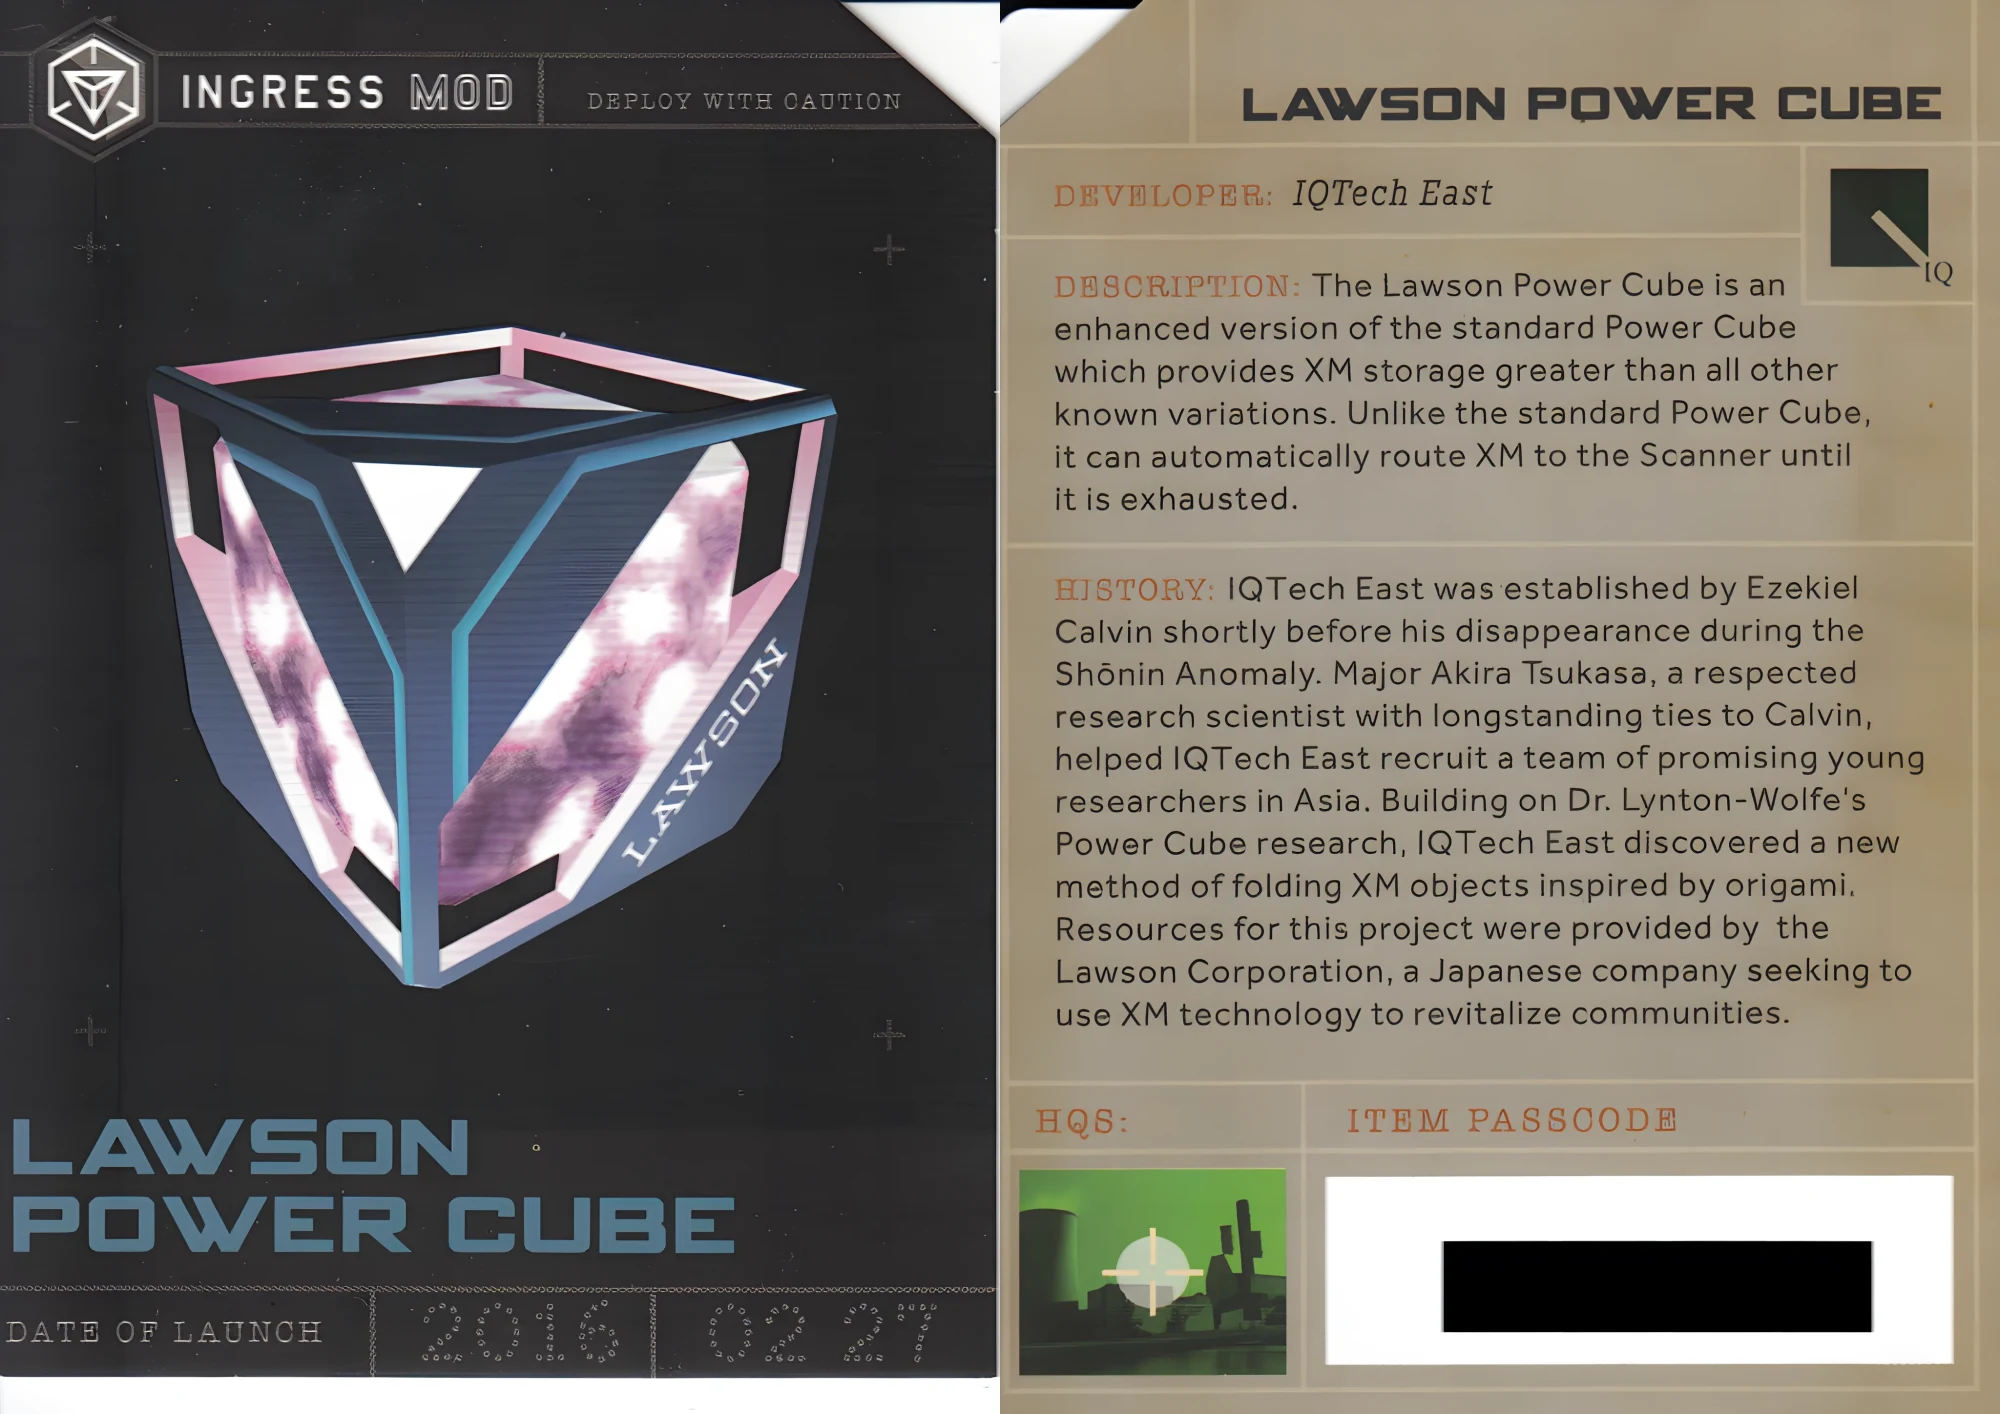 INGRESS MOD
DEPLOY WITH CAUTION
LAWSON
LAWSON
POWER CUBE
DATE OF LAUNCH
2016 02 27
LAWSON POWER CUBE
DEVELOPER: IQTech East
IQ
DESCRIPTION: The Lawson Power Cube is an
enhanced version of the standard Power Cube
which provides XM storage greater than all other
known variations. Unlike the standard Power Cube,
it can automatically route XM to the Scanner until
it is exhausted.
HISTORY: IQTech East was established by Ezekiel
Calvin shortly before his disappearance during the
Shōnin Anomaly. Major Akira Tsukasa, a respected
research scientist with longstanding ties to Calvin,
helped IQTech East recruit a team of promising young
researchers in Asia. Building on Dr. Lynton-Wolfe's
Power Cube research, IQTech East discovered a new
method of folding XM objects inspired by origami.
Resources for this project were provided by the
Lawson Corporation, a Japanese company seeking to
use XM technology to revitalize communities.
HQS:
ITEM PASSCODE